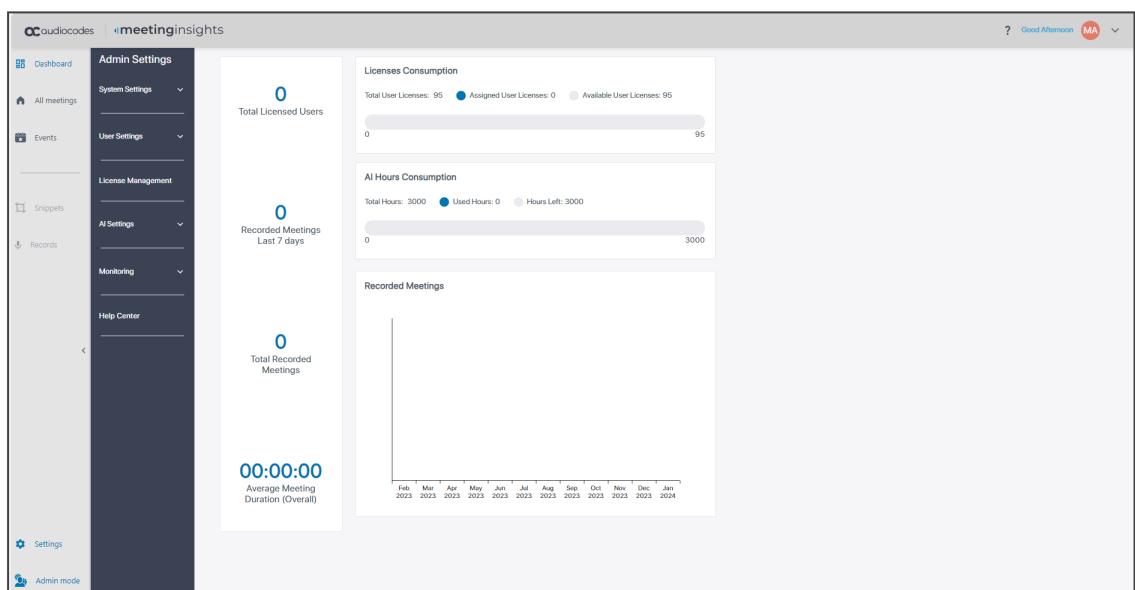 audiocodes meetinginsights
? Good Afternoon MA
Dashboard
All meetings
Events
Snippets
Records
Settings
Admin mode
Admin Settings
System Settings
User Settings
License Management
AI Settings
Monitoring
Help Center
0
Total Licensed Users
0
Recorded Meetings
Last 7 days
0
Total Recorded
Meetings
00:00:00
Average Meeting
Duration (Overall)
Licenses Consumption
Total User Licenses: 95 Assigned User Licenses: 0 Available User Licenses: 95
0 95
AI Hours Consumption
Total Hours: 3000 Used Hours: 0 Hours Left: 3000
0 3000
Recorded Meetings
Feb Mar Apr May Jun Jul Aug Sep Oct Nov Dec Jan
2023 2023 2023 2023 2023 2023 2023 2023 2023 2023 2023 2024